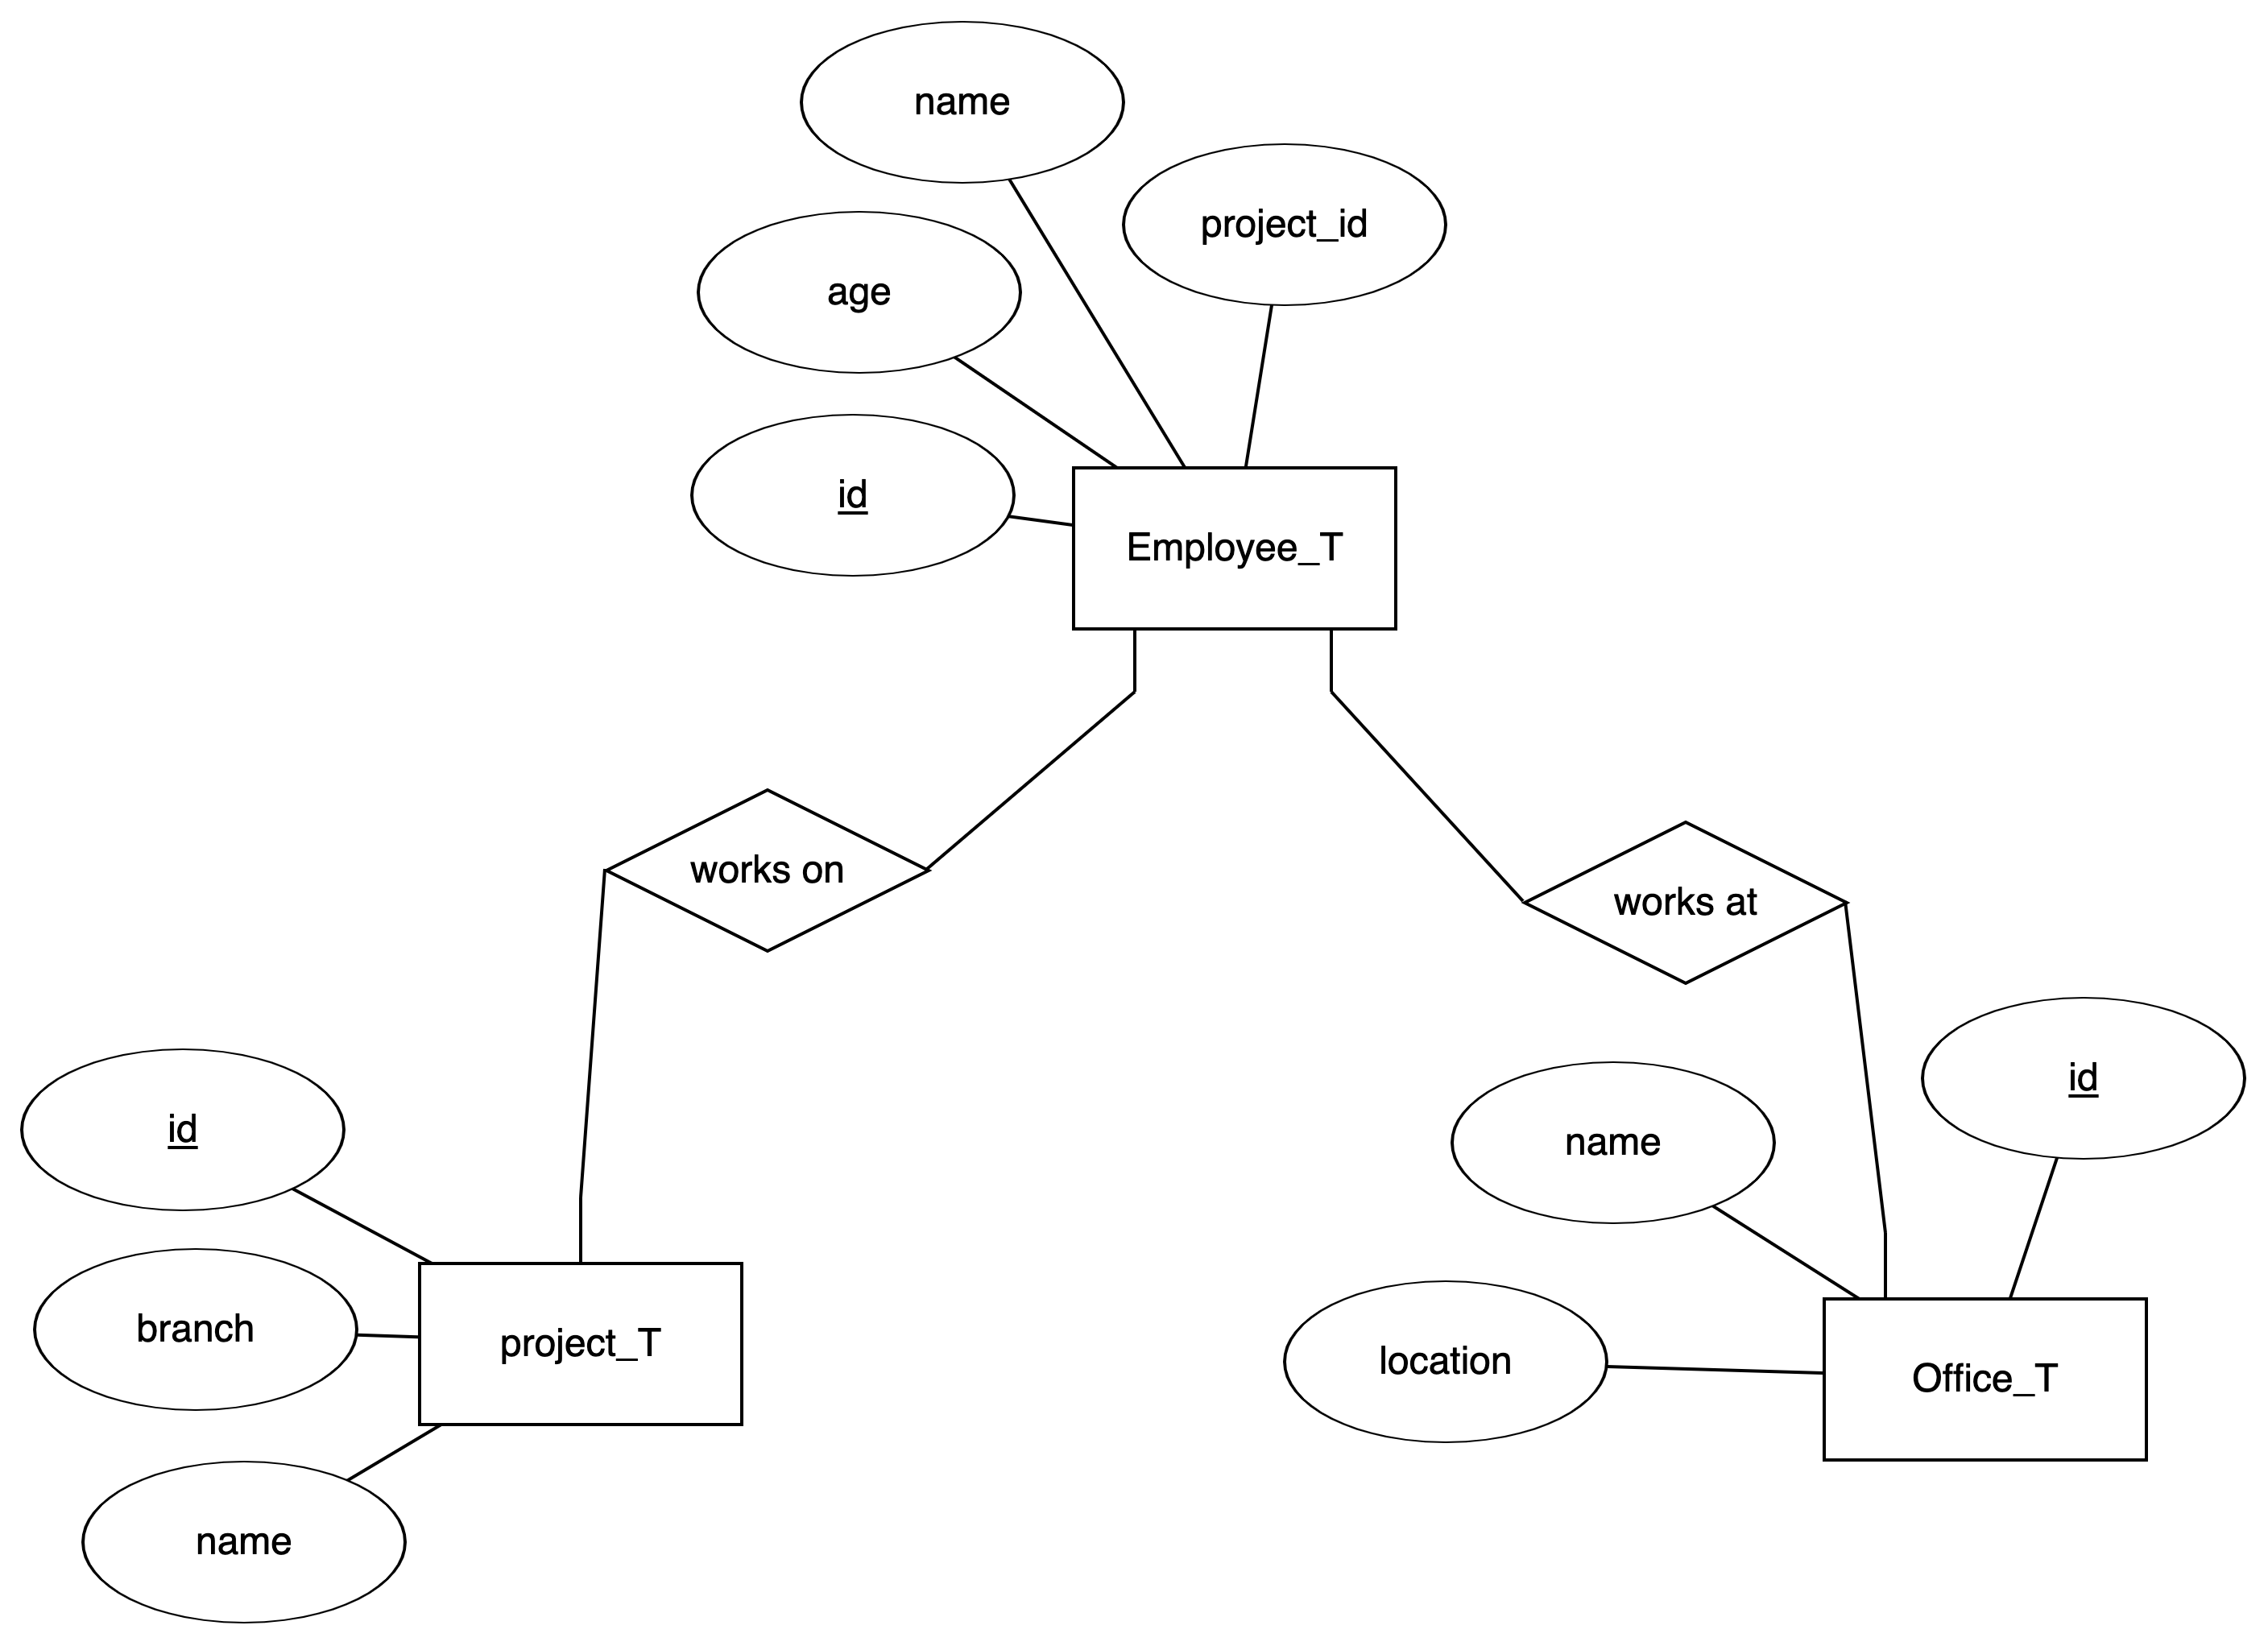 name
project_id
age
id
Employee_T
works on
works at
id
name
id
branch
project_T
location
Office_T
name